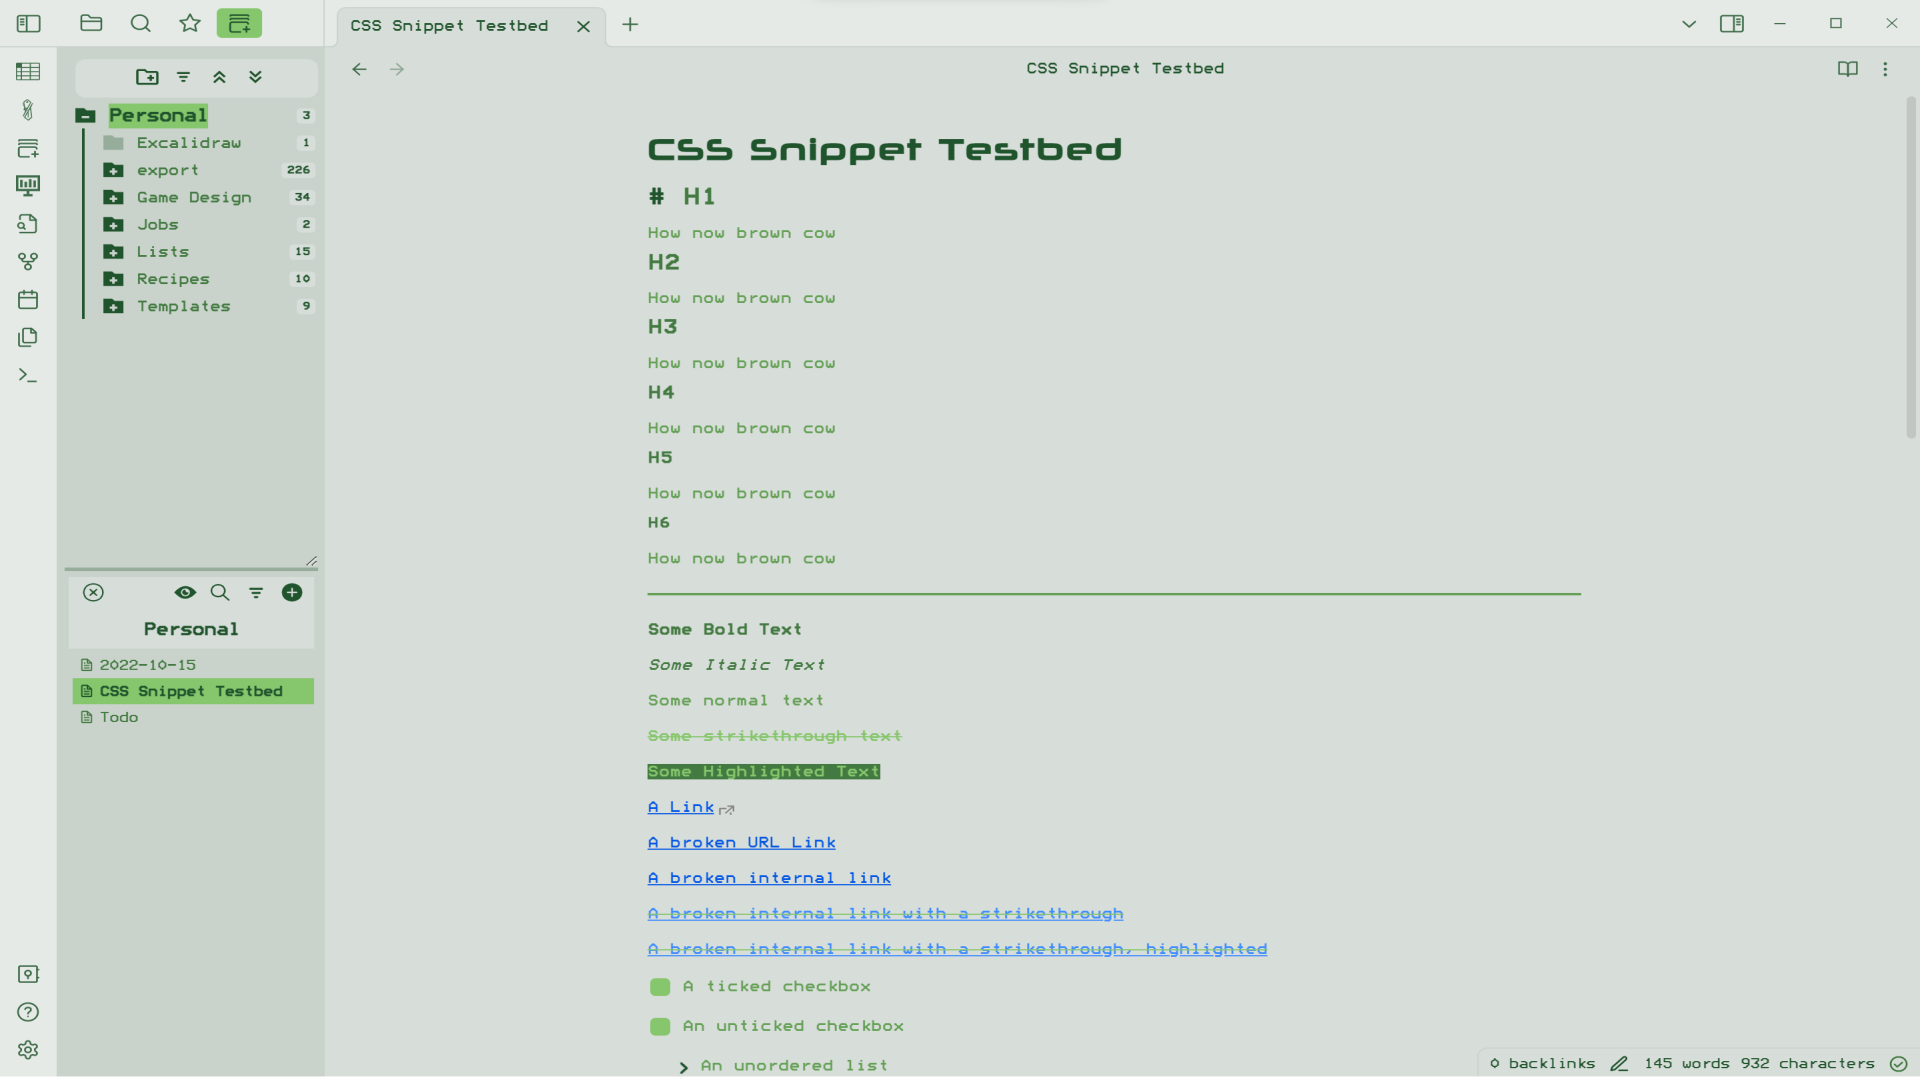 CSS Snippet Testbed
CSS Snippet Testbed
Personal 3
Excalidraw 1
export 226
Game Design 34
Jobs 2
Lists 15
Recipes 10
Templates 9
Personal
2022-10-15
CSS Snippet Testbed
Todo
CSS Snippet Testbed
# H1
How now brown cow
H2
How now brown cow
H3
How now brown cow
H4
How now brown cow
H5
How now brown cow
H6
How now brown cow
Some Bold Text
Some Italic Text
Some normal text
Some strikethrough text
Some Highlighted Text
A Link
A broken URL Link
A broken internal link
A broken internal link with a strikethrough
A broken internal link with a strikethrough, highlighted
A ticked checkbox
An unticked checkbox
An unordered list
0 backlinks 145 words 932 characters